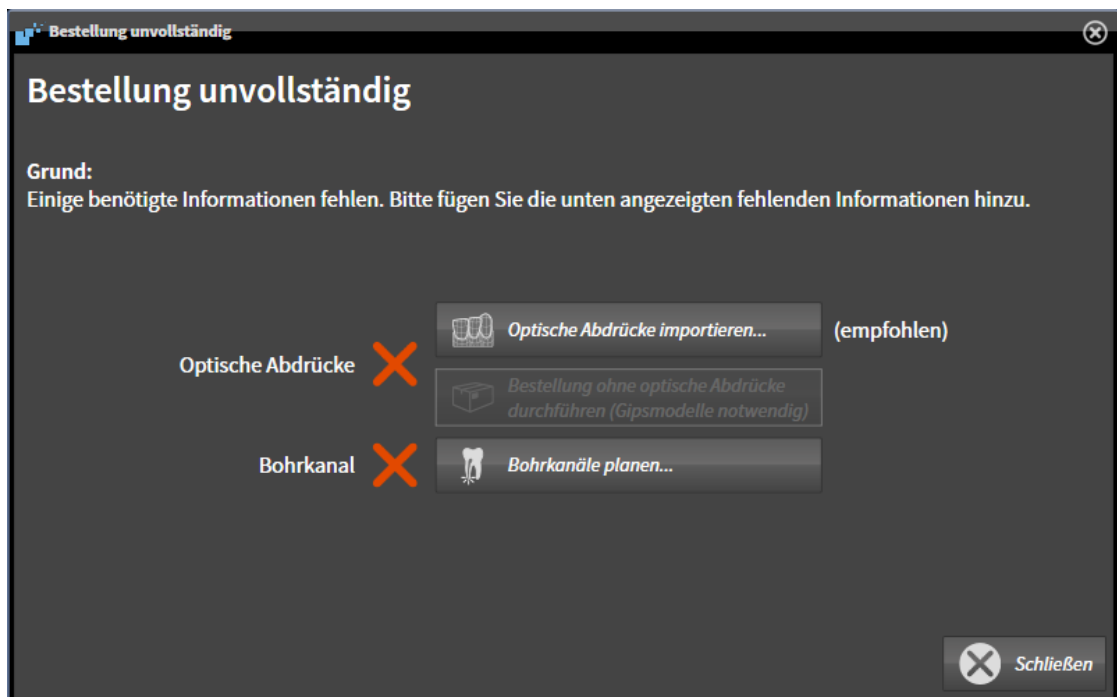 Bestellung unvollständig
Bestellung unvollständig
Grund:
Einige benötigte Informationen fehlen. Bitte fügen Sie die unten angezeigten fehlenden Informationen hinzu.
Optische Abdrücke importieren...
(empfohlen)
Optische Abdrücke
Bestellung ohne optische Abdrücke
durchführen (Gipsmodelle notwendig)
Bohrkanal
Bohrkanäle planen...
Schließen